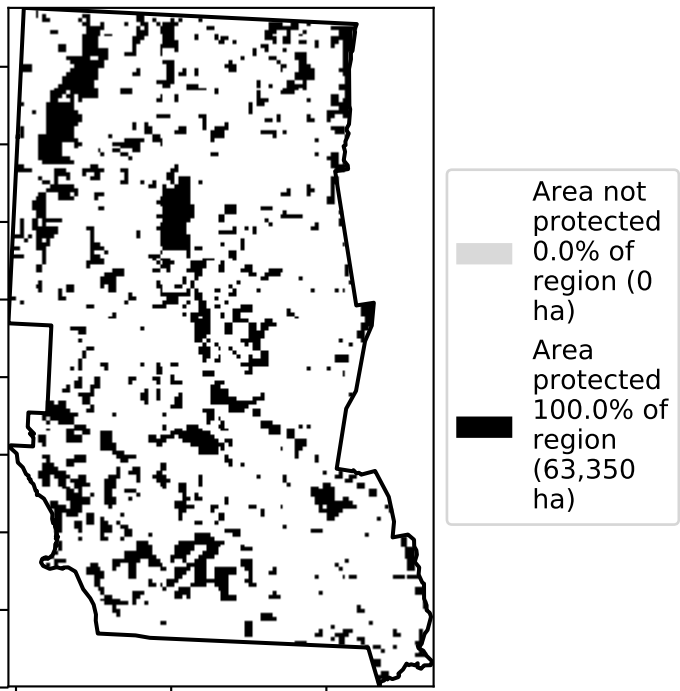 Area not
protected
0.0% of
region (0
ha)
Area
protected
100.0% of
region
(63,350
ha)